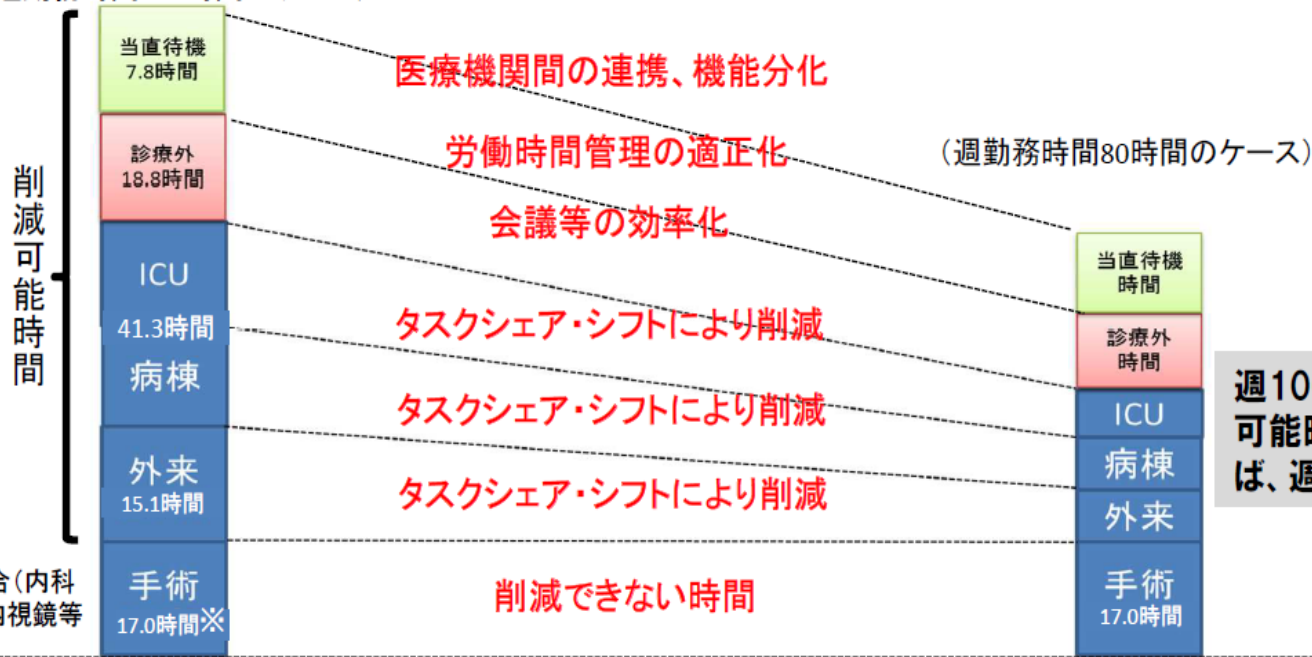 当直待機
7.8時間
診療外
18.8時間
ICU
41.3時間
病棟
外来
15.1時間
手術
17.0時間※
削減可能時間
合(内科
視鏡等
医療機関間の連携、機能分化
労働時間管理の適正化
会議等の効率化
タスクシェア・シフトにより削減
タスクシェア・シフトにより削減
タスクシェア・シフトにより削減
削減できない時間
(週勤務時間80時間のケース)
当直待機
時間
診療外
時間
ICU
病棟
外来
手術
17.0時間
週10
可能
ば、週